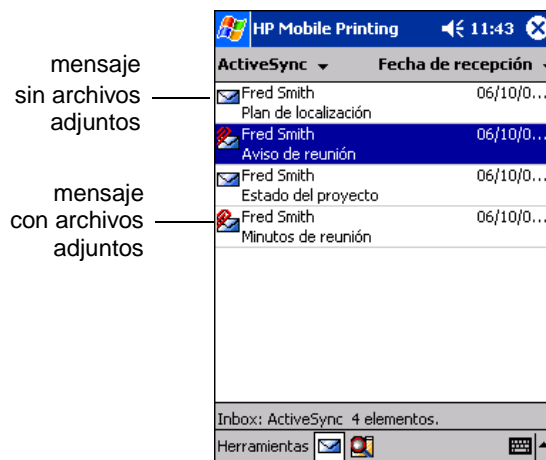 HP Mobile Printing 11:43
ActiveSync Fecha de recepción
mensaje
sin archivos
adjuntos
Fred Smith 06/10/0...
Plan de localización
Fred Smith 06/10/0...
Aviso de reunión
Fred Smith 06/10/0...
Estado del proyecto
mensaje
con archivos
adjuntos
Fred Smith 06/10/0...
Minutos de reunión
Inbox: ActiveSync 4 elementos.
Herramientas